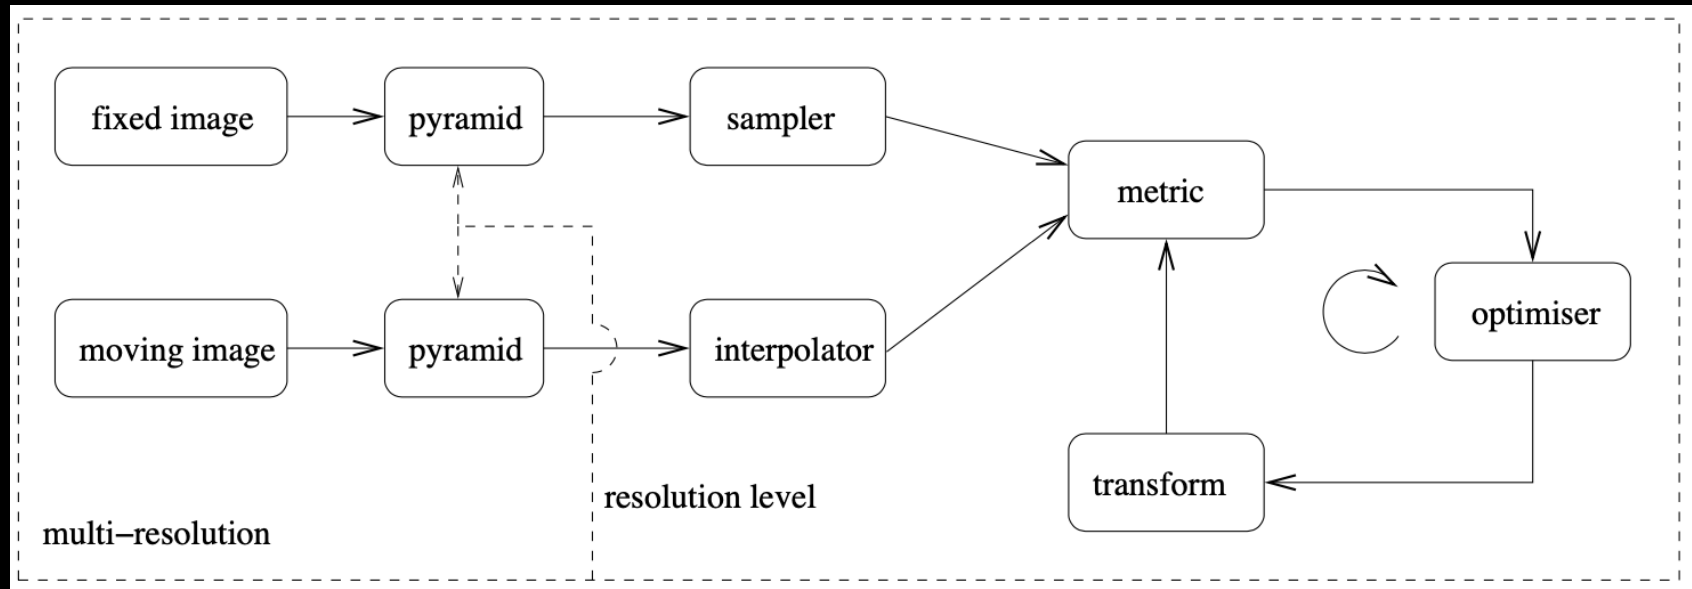 fixed image
pyramid
sampler
metric
moving image
pyramid
interpolator
optimiser
transform
resolution level
multi−resolution